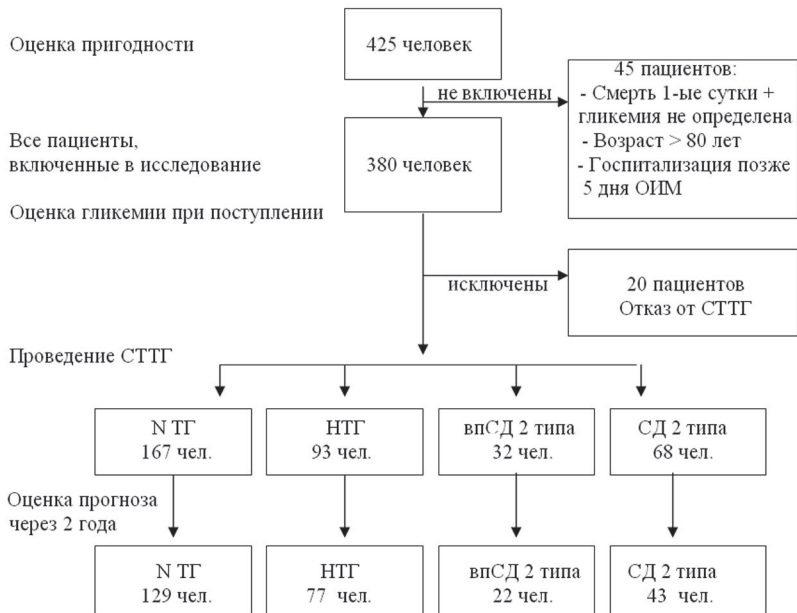 Оценка пригодности
425 человек
не включены
45 пациентов:
- Смерть 1-ые сутки +
гликемия не определена
- Возраст > 80 лет
- Госпитализация позже
5 дня ОИМ
Все пациенты,
включенные в исследование
380 человек
Оценка гликемии при поступлении
исключены
20 пациентов
Отказ от СТТГ
Проведение СТТГ
N ТГ
167 чел.
НТГ
93 чел.
впСД 2 типа
32 чел.
СД 2 типа
68 чел.
Оценка прогноза
через 2 года
N ТГ
129 чел.
НТГ
77 чел.
впСД 2 типа
22 чел.
СД 2 типа
43 чел.